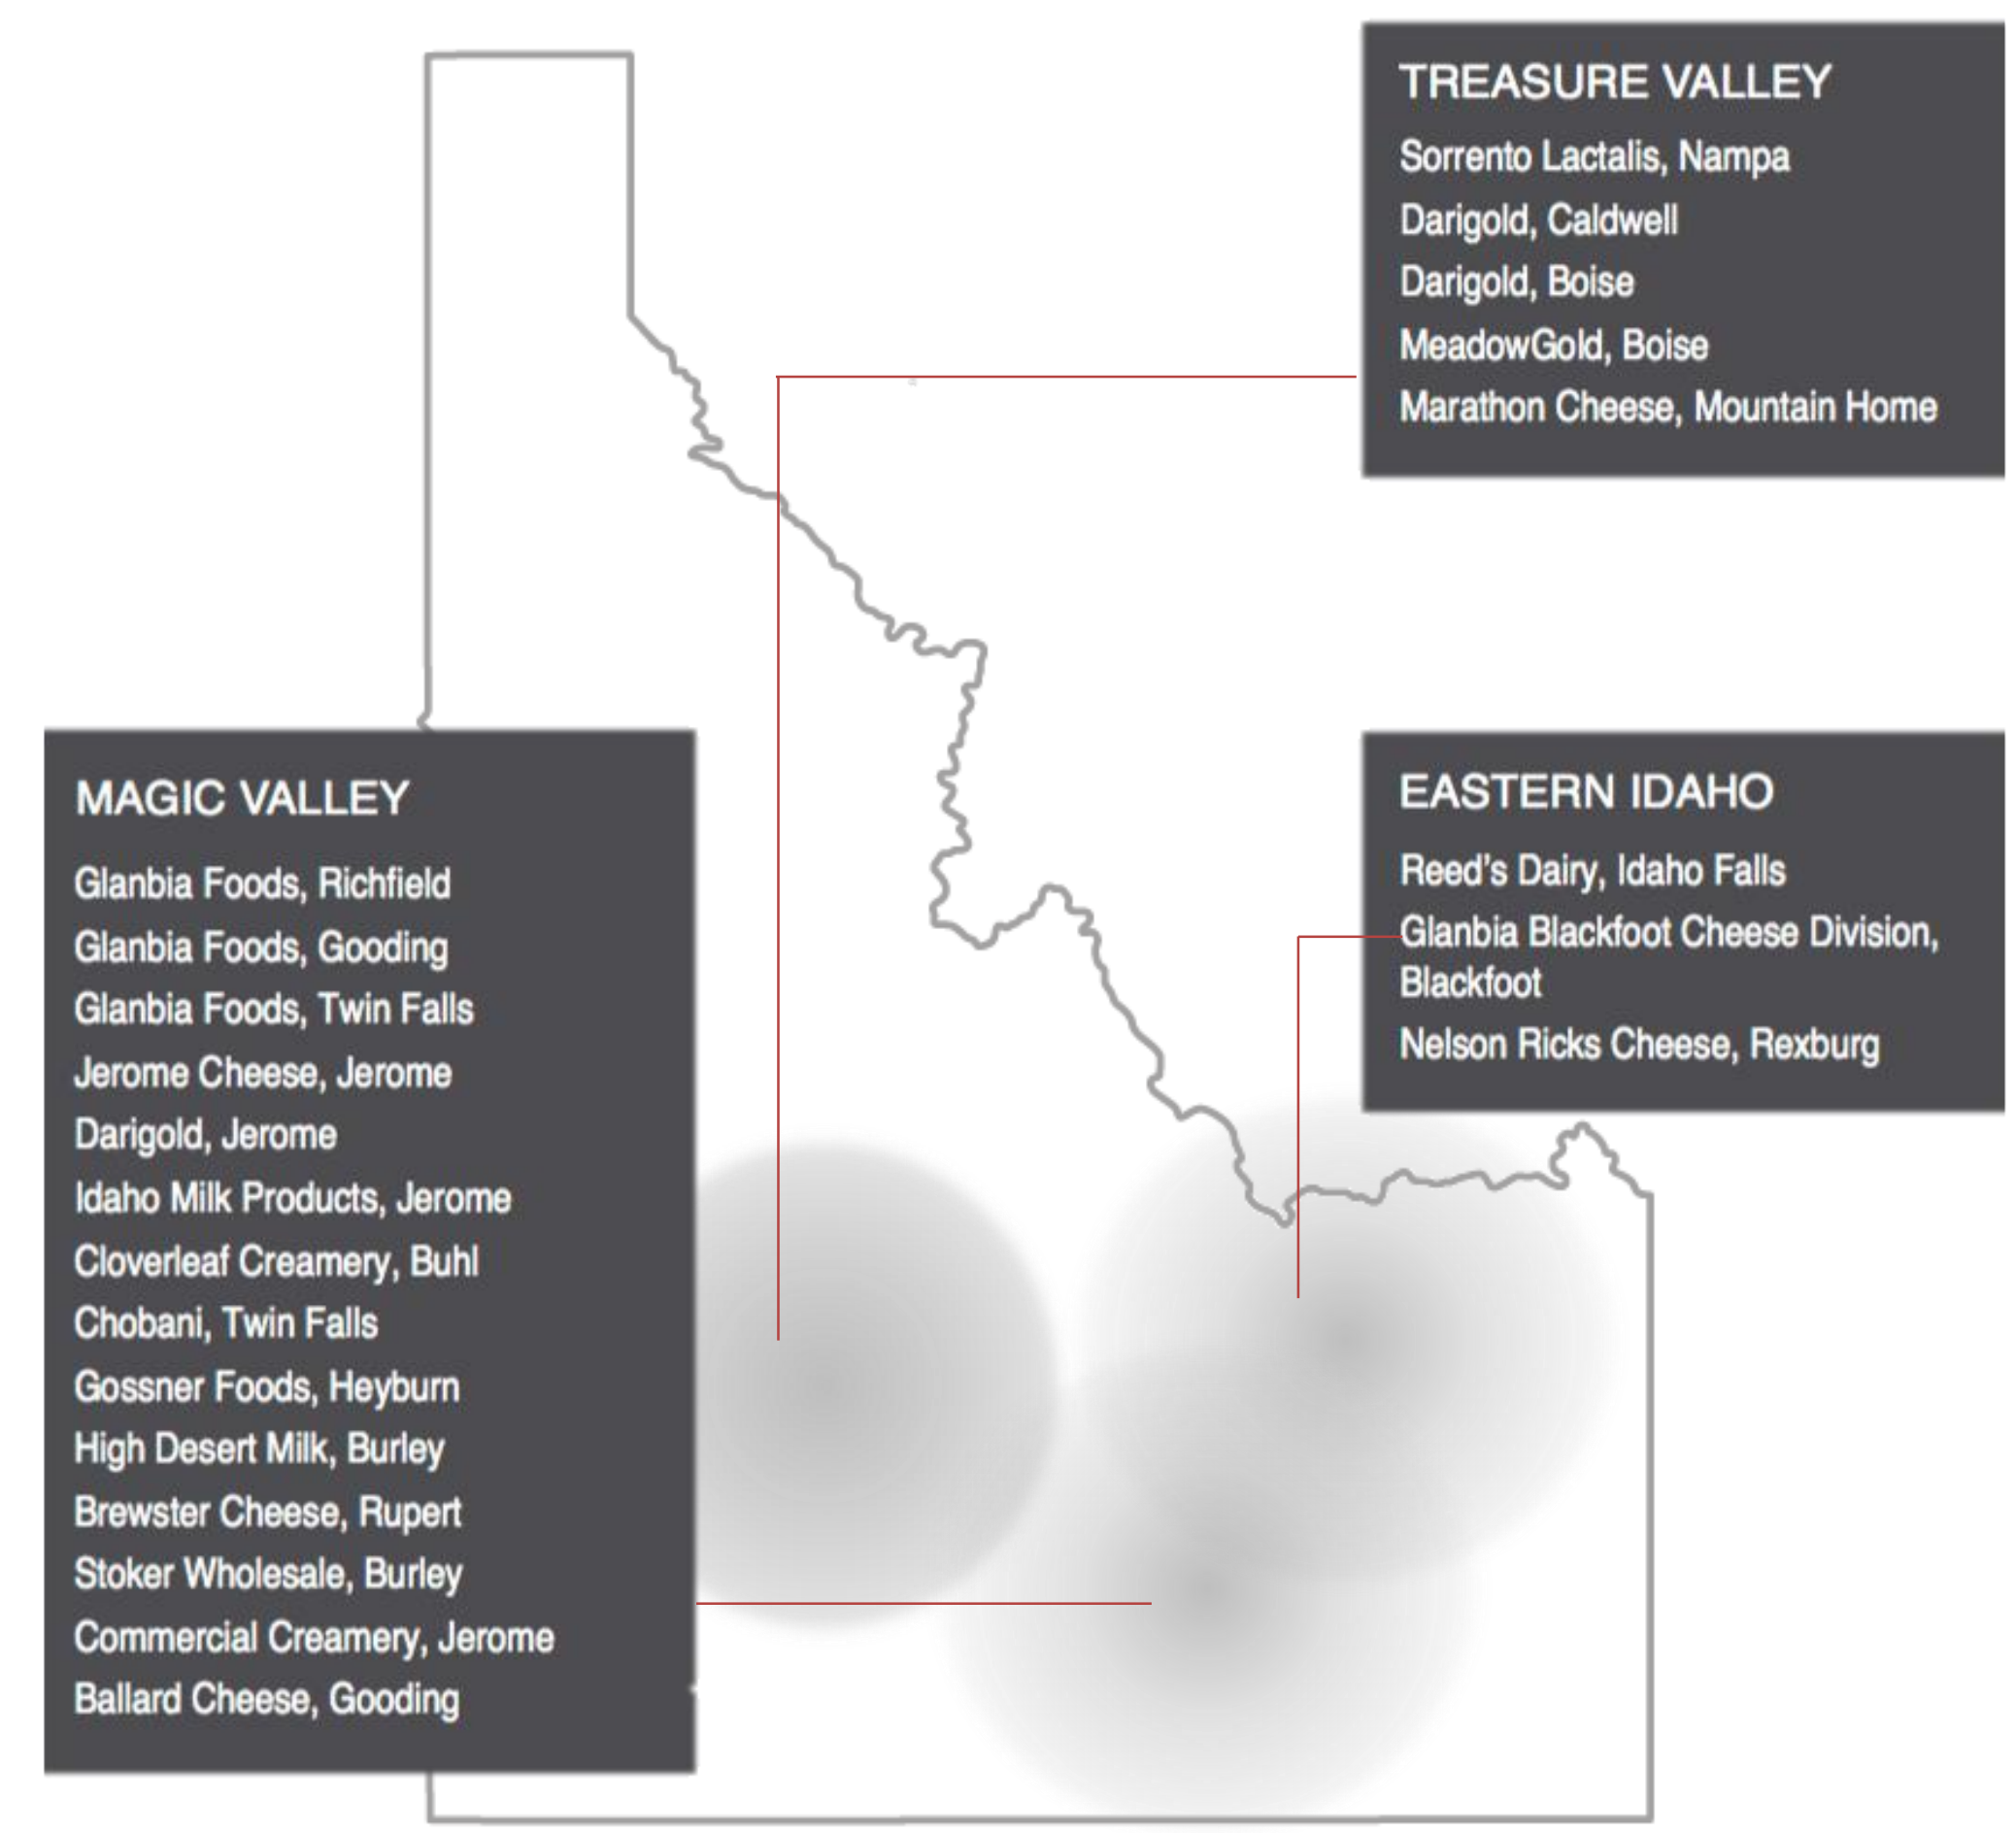 TREASURE VALLEY
Sorrento Lactalis, Nampa
Darigold, Caldwell
Darigold, Boise
MeadowGold, Boise
Marathon Cheese, Mountain Home
MAGIC VALLEY
Glanbia Foods, Richfield
Glanbia Foods, Gooding
Glanbia Foods, Twin Falls
Jerome Cheese, Jerome
Darigold, Jerome
Idaho Milk Products, Jerome
Cloverleaf Creamery, Buhl
Chobani, Twin Falls
Gossner Foods, Heyburn
High Desert Milk, Burley
Brewster Cheese, Rupert
Stoker Wholesale, Burley
Commercial Creamery, Jerome
Ballard Cheese, Gooding
EASTERN IDAHO
Reed's Dairy, Idaho Falls
Glanbia Blackfoot Cheese Division,
Blackfoot
Nelson Ricks Cheese, Rexburg